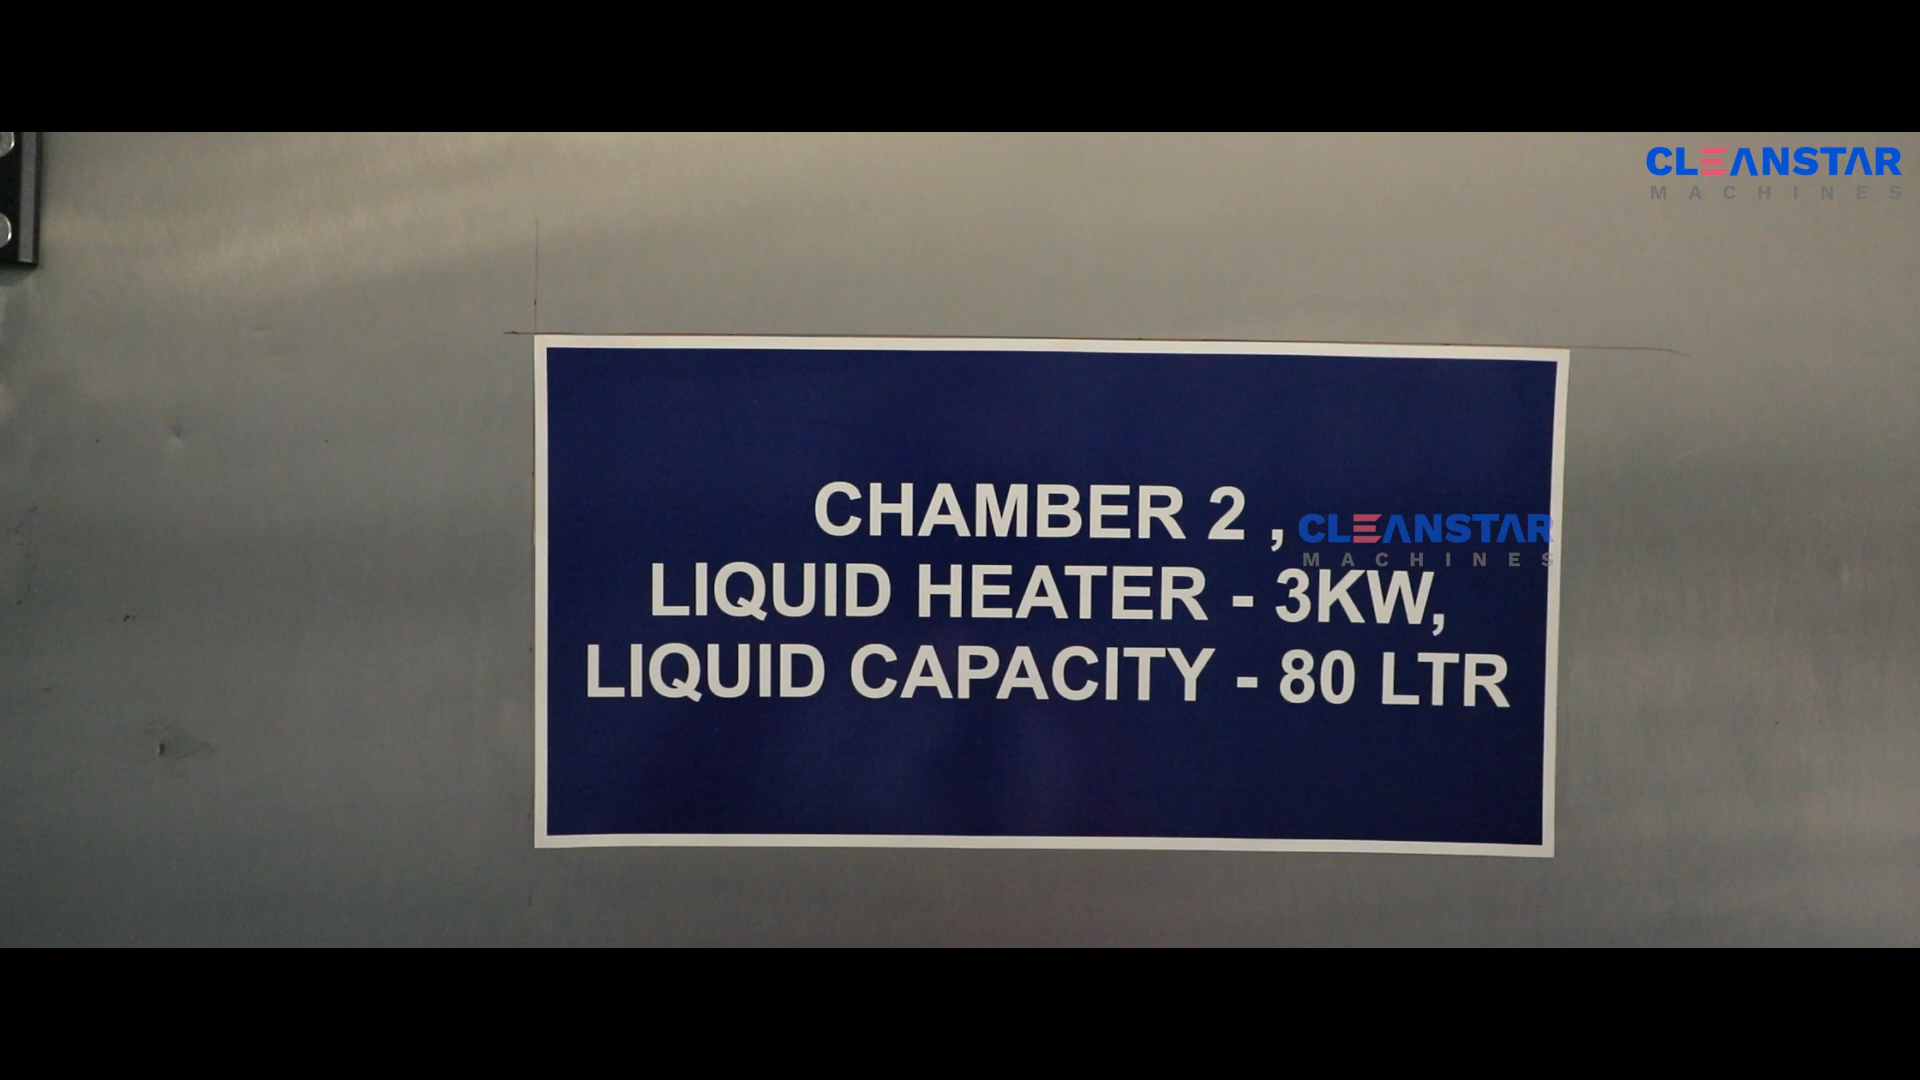 CLEANSTAR
MACHINES
CHAMBER 2 ,
CLEANSTAR
MACHINES
LIQUID HEATER - 3KW,
LIQUID CAPACITY - 80 LTR